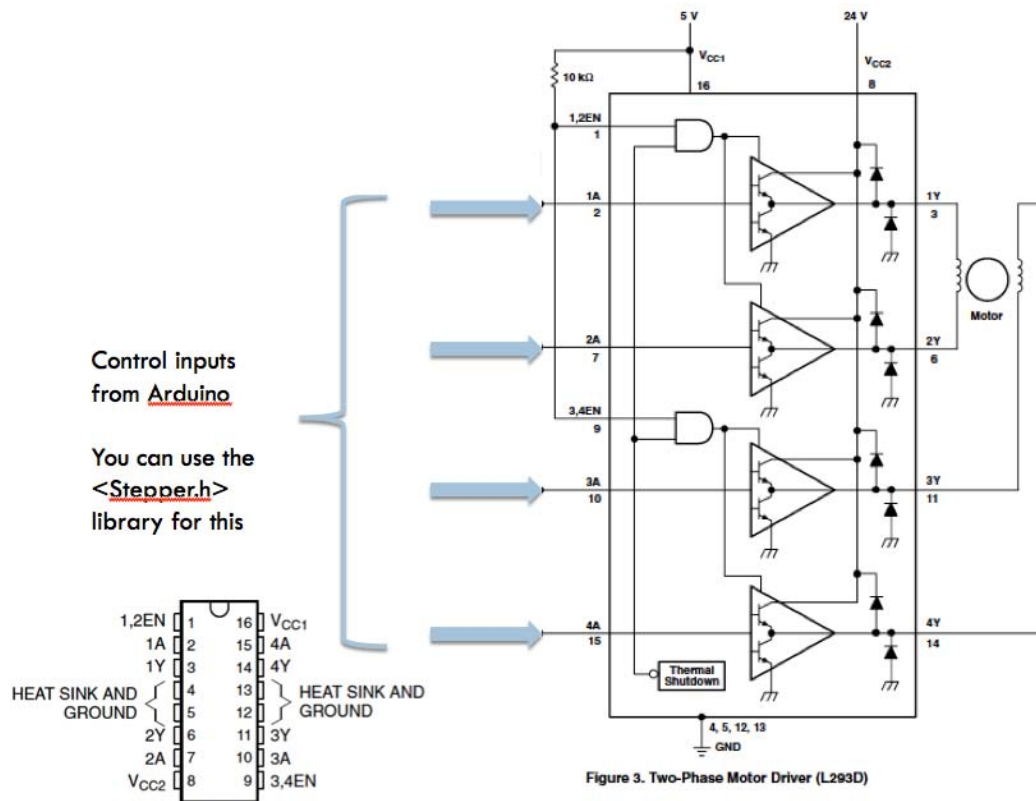 5 V
24 V
VCC1
VCC2
16
8
10 kΩ
1,2EN
1
1A
2
1Y
3
Motor
2A
7
2Y
6
3,4EN
9
3A
10
3Y
11
4A
15
4Y
14
Thermal
Shutdown
4, 5, 12, 13
GND
Figure 3. Two-Phase Motor Driver (L293D)
Control inputs
from Arduino
You can use the
<Stepper.h>
library for this
1,2EN 1 16 VCC1
1A 2 15 4A
1Y 3 14 4Y
HEAT SINK AND GROUND 4 13 HEAT SINK AND GROUND
5 12
2Y 6 11 3Y
2A 7 10 3A
VCC2 8 9 3,4EN